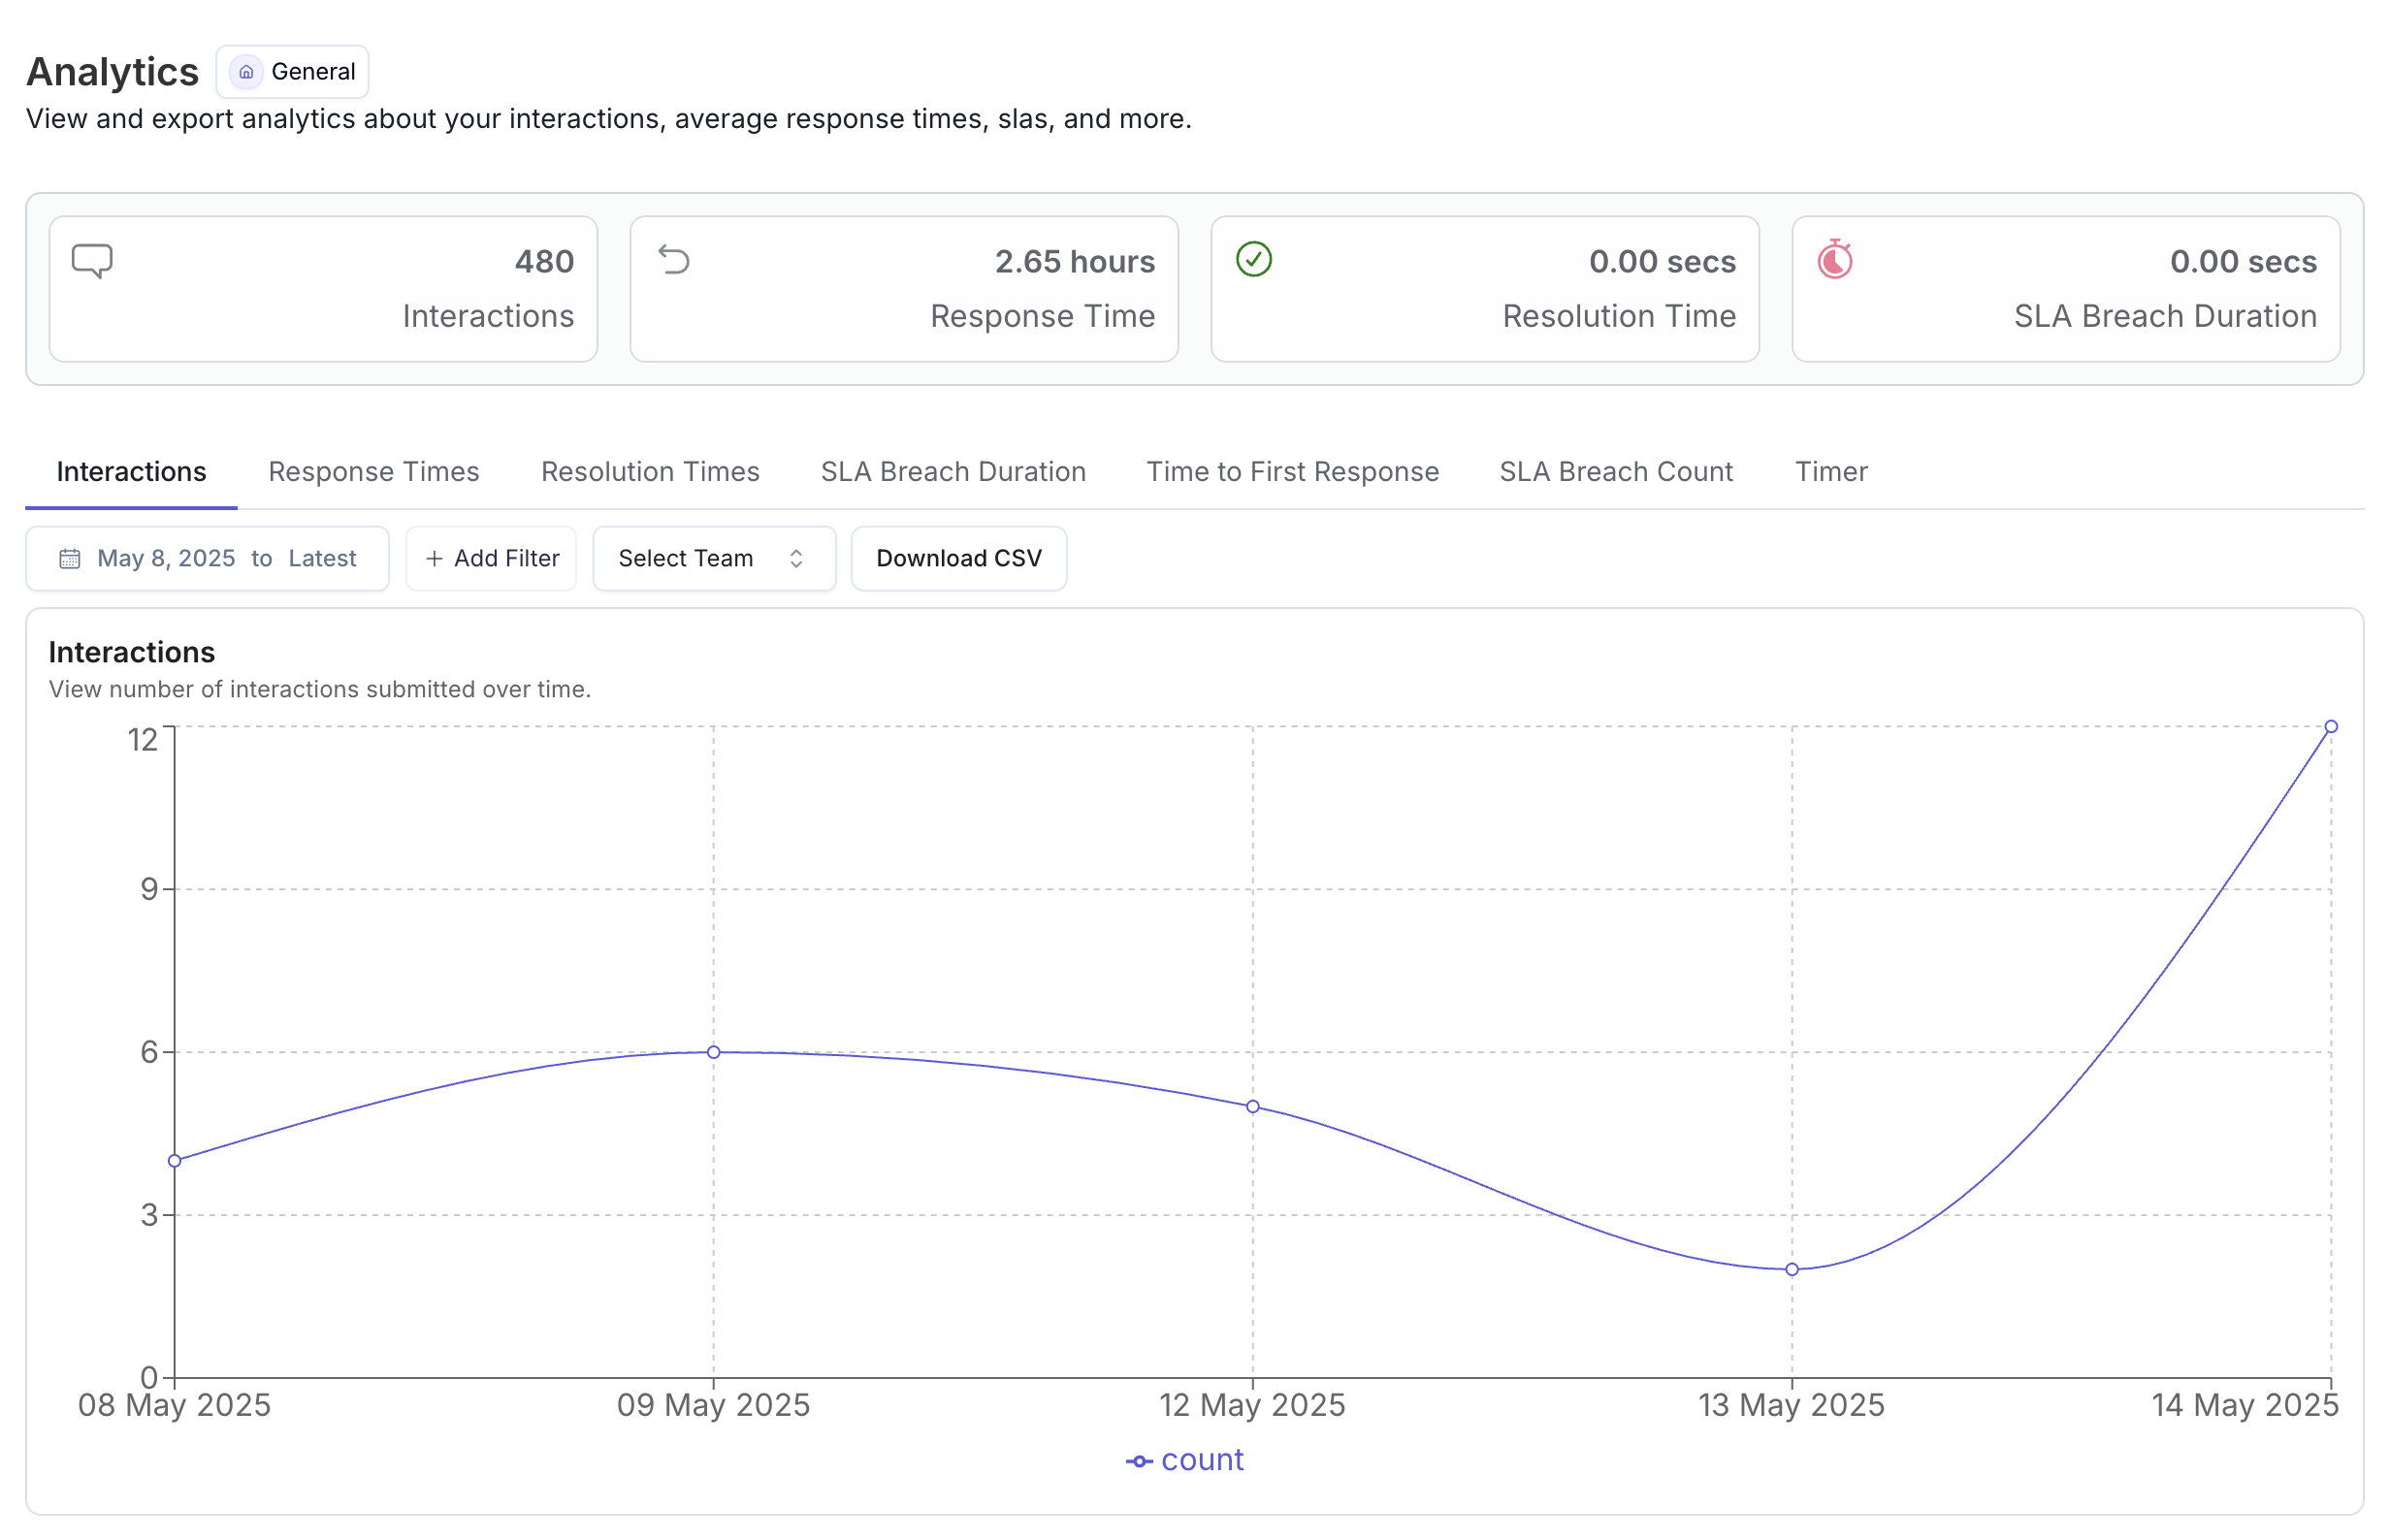 Analytics General
View and export analytics about your interactions, average response times, slas, and more.
480
Interactions
2.65 hours
Response Time
0.00 secs
Resolution Time
0.00 secs
SLA Breach Duration
Interactions Response Times Resolution Times SLA Breach Duration Time to First Response SLA Breach Count Timer
May 8, 2025 to Latest + Add Filter Select Team Download CSV
Interactions
View number of interactions submitted over time.
12
9
6
3
0
08 May 2025 09 May 2025 12 May 2025 13 May 2025 14 May 2025
count